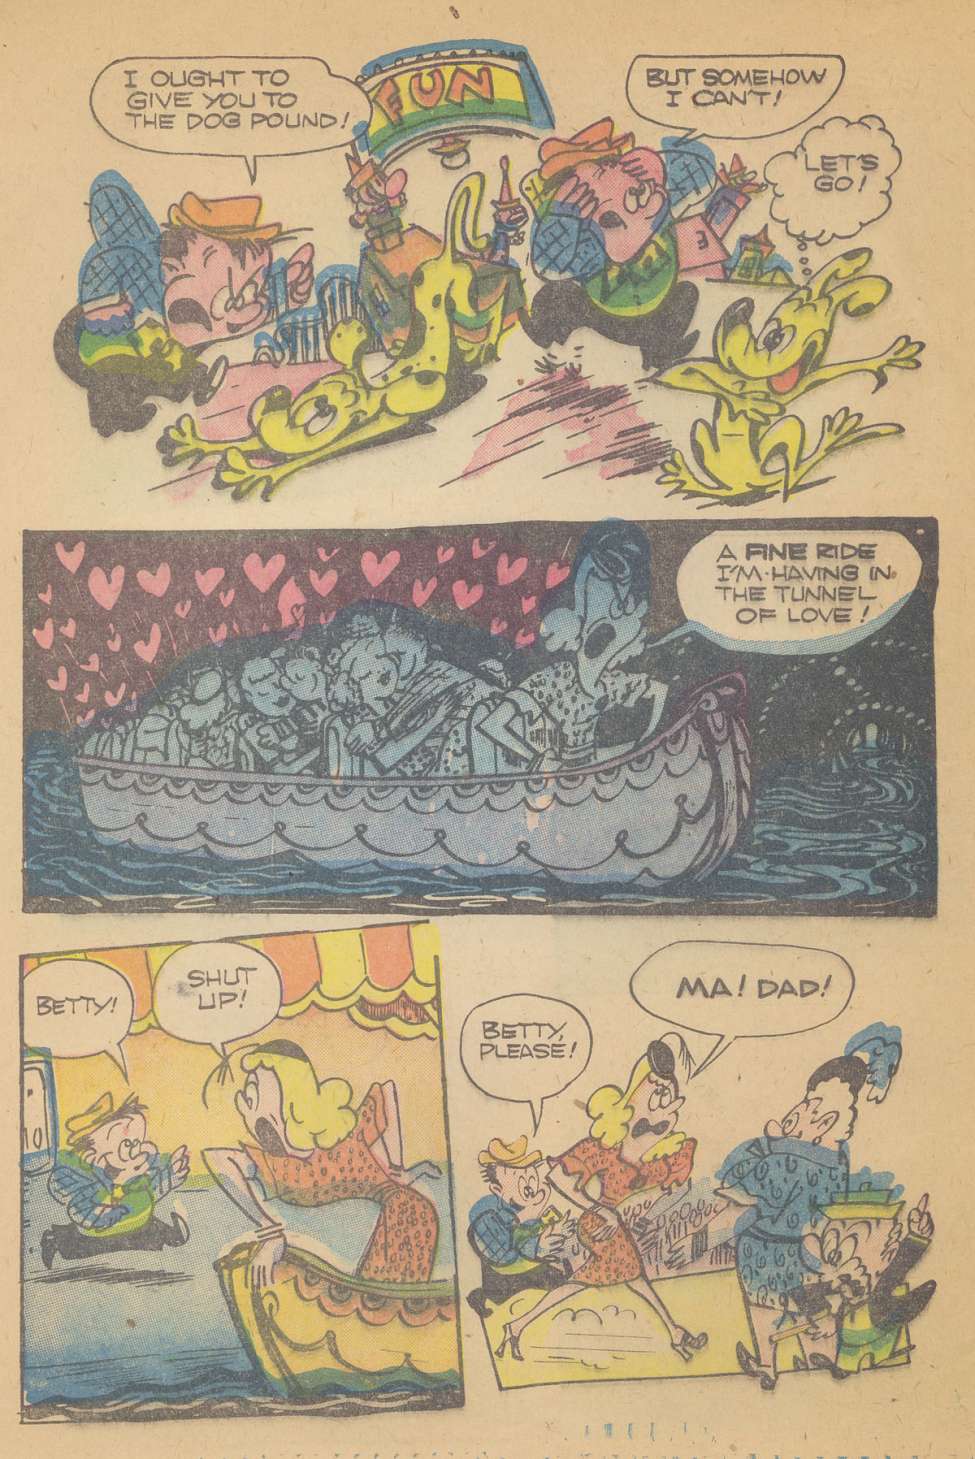 I OUGHT TO
GIVE YOU TO
THE DOG POUND!
FUN
BUT SOMEHOW
I CAN'T!
LET'S
GO!
A FINE RIDE
I'M HAVING IN
THE TUNNEL
OF LOVE!
BETTY!
SHUT
UP!
BETTY,
PLEASE!
MA! DAD!